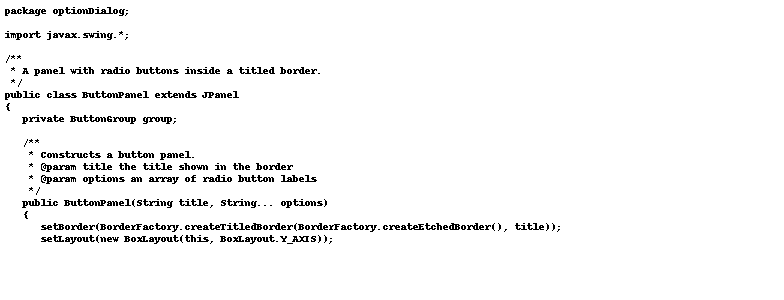 package optionDialog;

import javax.swing.*;

/**
 * A panel with radio buttons inside a titled border.
 */
public class ButtonPanel extends JPanel
{
   private ButtonGroup group;

   /**
    * Constructs a button panel.
    * @param title the title shown in the border
    * @param options an array of radio button labels
    */
   public ButtonPanel(String title, String... options)
   {
      setBorder(BorderFactory.createTitledBorder(BorderFactory.createEtchedBorder(), title));
      setLayout(new BoxLayout(this, BoxLayout.Y_AXIS));